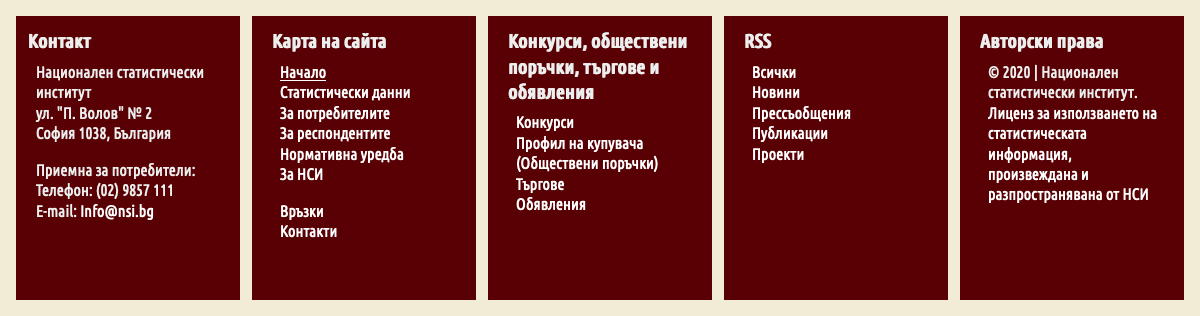 Контакт
Национален статистически
институт
ул. "П. Волов" № 2
София 1038, България
Приемна за потребители:
Телефон: (02) 9857 111
E-mail: Info@nsi.bg
Карта на сайта
Начало
Статистически данни
За потребителите
За респондентите
Нормативна уредба
За НСИ
Връзки
Контакти
Конкурси, обществени
поръчки, търгове и
обявления
Конкурси
Профил на купувача
(Обществени поръчки)
Търгове
Обявления
RSS
Всички
Новини
Прессъобщения
Публикации
Проекти
Авторски права
© 2020 | Национален
статистически институт.
Лиценз за използването на
статистическата
информация,
произвеждана и
разпространявана от НСИ